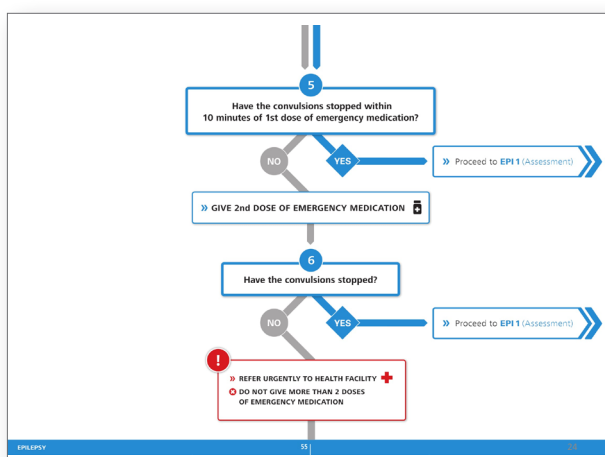 5
Have the convulsions stopped within
10 minutes of 1st dose of emergency medication?
NO
YES
» Proceed to EPI 1 (Assessment)
» GIVE 2nd DOSE OF EMERGENCY MEDICATION
6
Have the convulsions stopped?
NO
YES
» Proceed to EPI 1 (Assessment)
!
» REFER URGENTLY TO HEALTH FACILITY
DO NOT GIVE MORE THAN 2 DOSES
OF EMERGENCY MEDICATION
EPILEPSY
55
24